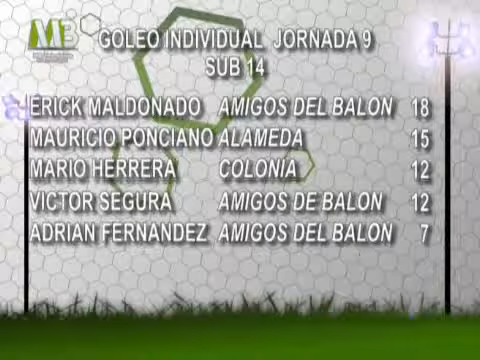 MB
GOLEO INDIVIDUAL JORNADA 9
SUB 14
ERICK MALDONADO AMIGOS DEL BALON 18
MAURICIO PONCIANO ALAMEDA 15
MARIO HERRERA COLONIA 12
VICTOR SEGURA AMIGOS DE BALON 12
ADRIAN FERNANDEZ AMIGOS DEL BALON 7